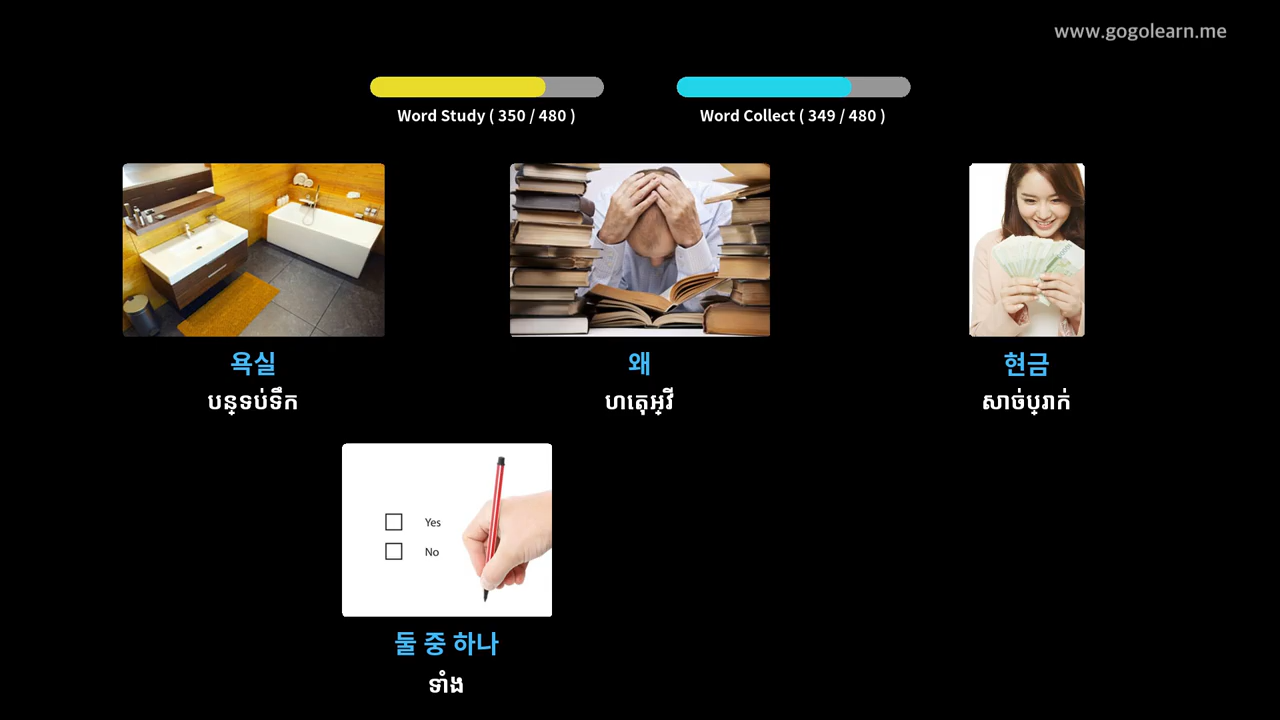 www.gogolearn.me
Word Study ( 350 / 480 )
Word Collect ( 349 / 480 )
욕실
왜
현금
បន្ទប់ទឹក
ហេតុអ្វី
សាច់ប្រាក់
Yes
No
둘 중 하나
ទាំង